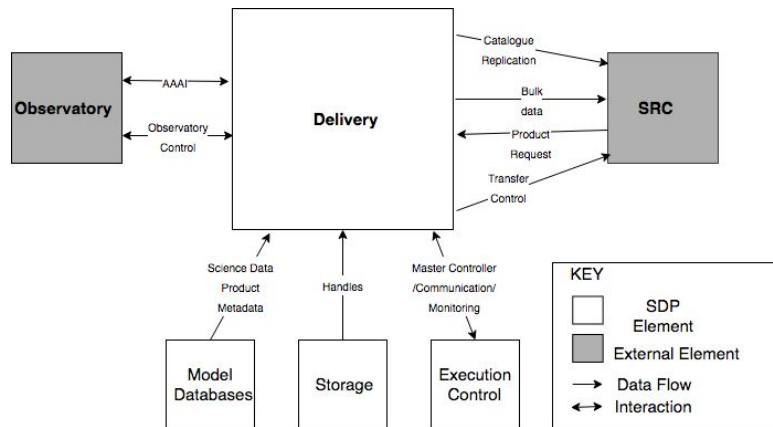 Catalogue
Replication
Observatory
AAAI
Observatory
Control
Delivery
Bulk
data
Product
Request
Transfer
Control
SRC
Science Data
Product
Metadata
Handles
Master Controller
/Communication/
Monitoring
Model
Databases
Storage
Execution
Control
KEY
SDP
Element
External Element
Data Flow
Interaction